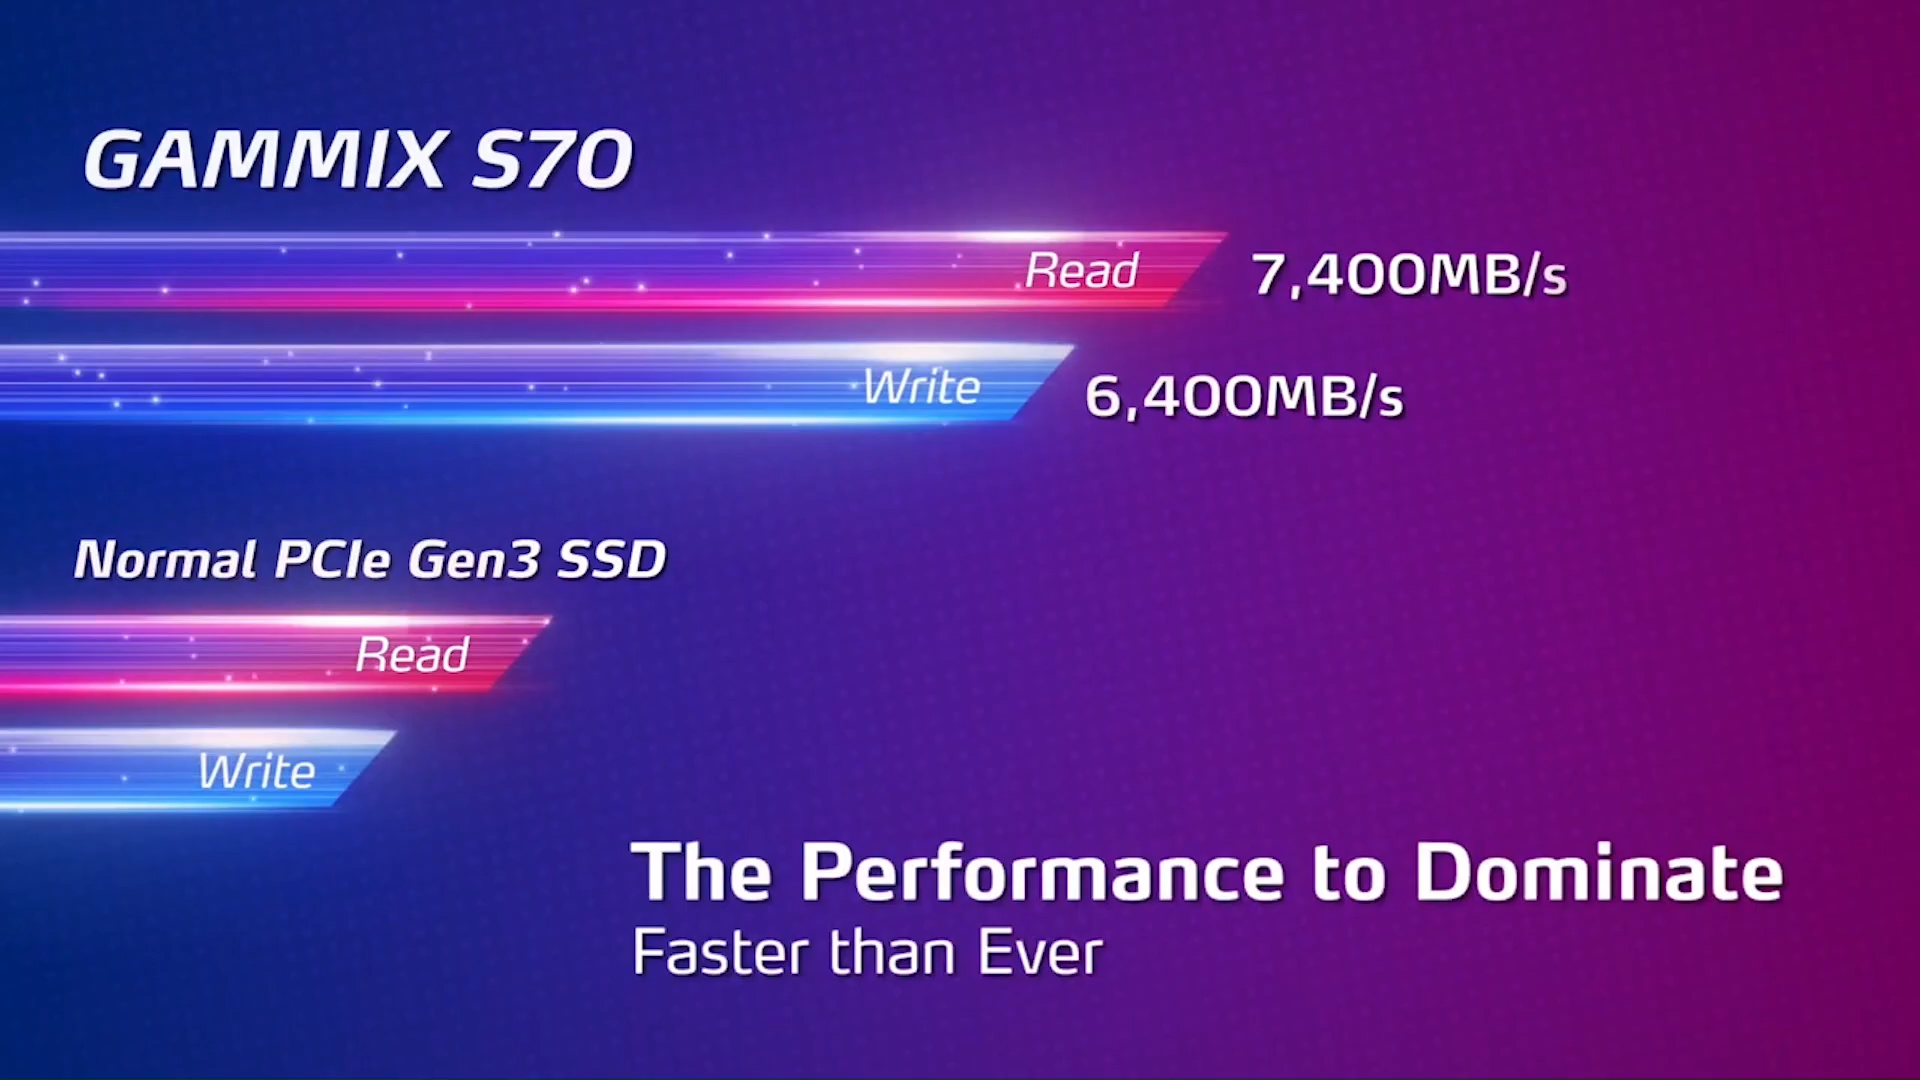 GAMMIX S70
Read 7,400MB/s
Write 6,400MB/s
Normal PCIe Gen3 SSD
Read
Write
The Performance to Dominate
Faster than Ever